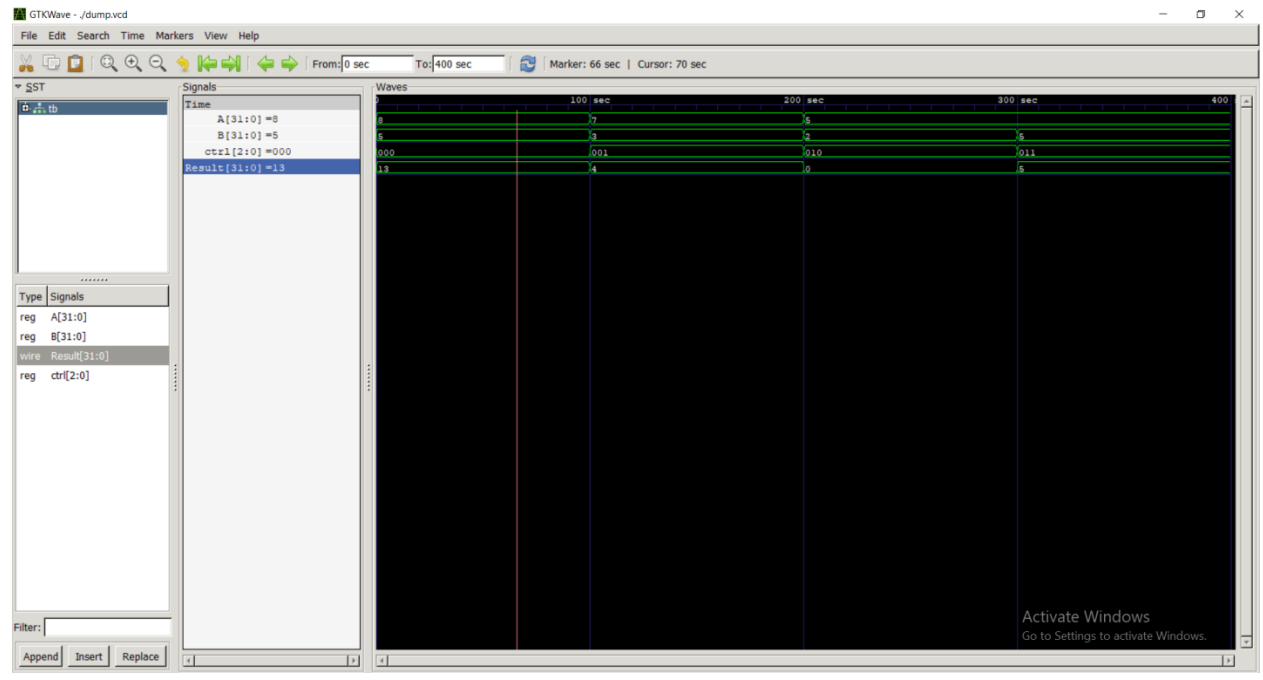 GTKWave - ./dump.vcd
File Edit Search Time Markers View Help
From: 0 sec To: 400 sec Marker: 66 sec | Cursor: 70 sec
SST
tb
Signals
Time
A[31:0] =8
B[31:0] =5
ctrl[2:0] =000
Result[31:0] =13
Waves
0 100 sec 200 sec 300 sec 400
8 7 5
5 3 2 5
000 001 010 011
13 4 0 5
Type Signals
reg A[31:0]
reg B[31:0]
wire Result[31:0]
reg ctrl[2:0]
Filter:
Append Insert Replace
Activate Windows
Go to Settings to activate Windows.